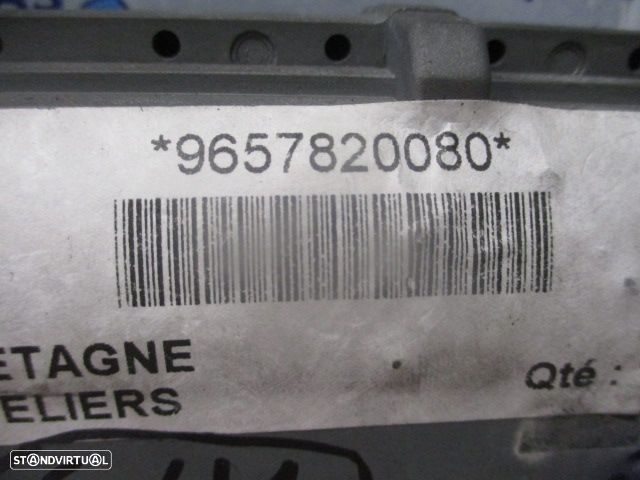 *9657820080*
ETAGNE
ELIERS
Qté :
STANDVIRTUAL